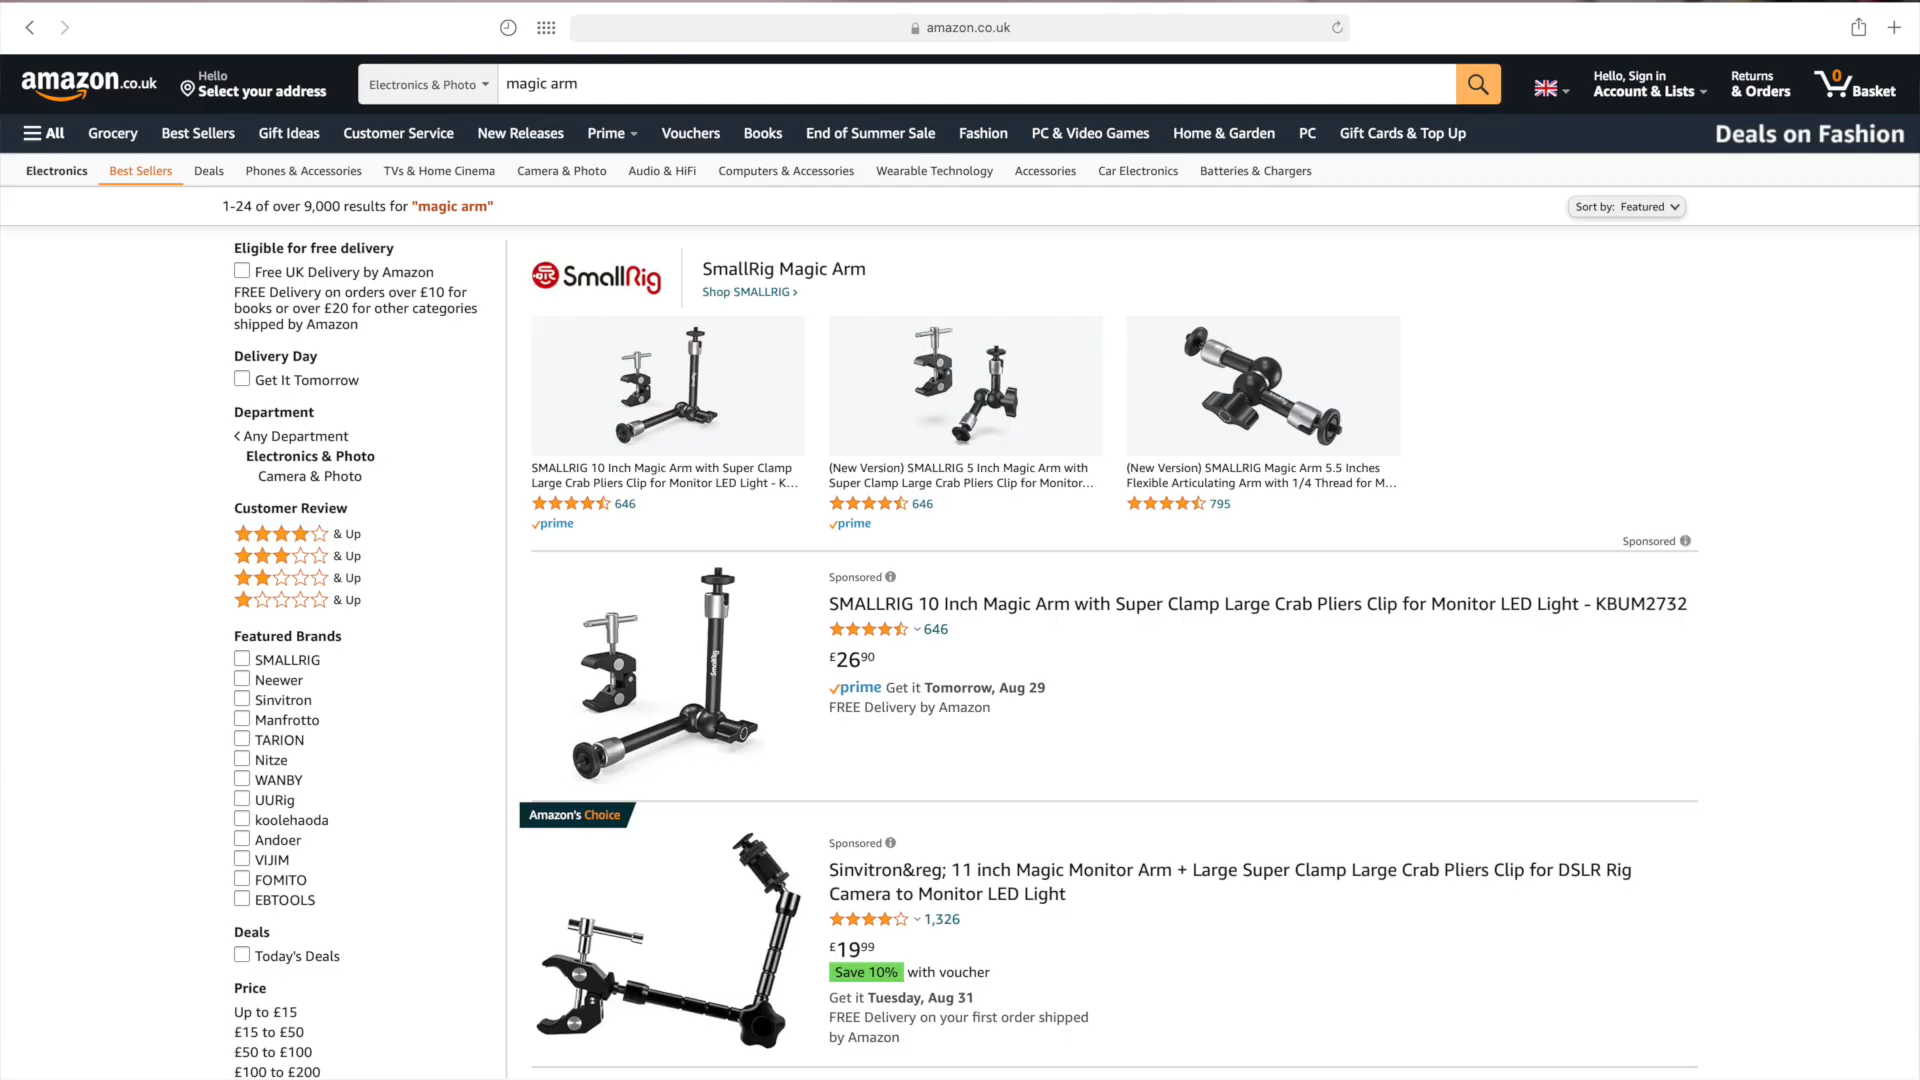 amazon.co.uk
amazon.co.uk
Hello
Select your address
Electronics & Photo
magic arm
Hello, Sign in
Account & Lists
Returns
& Orders
0
Basket
All
Grocery
Best Sellers
Gift Ideas
Customer Service
New Releases
Prime
Vouchers
Books
End of Summer Sale
Fashion
PC & Video Games
Home & Garden
PC
Gift Cards & Top Up
Deals on Fashion
Electronics
Best Sellers
Deals
Phones & Accessories
TVs & Home Cinema
Camera & Photo
Audio & HiFi
Computers & Accessories
Wearable Technology
Accessories
Car Electronics
Batteries & Chargers
1-24 of over 9,000 results for "magic arm"
Sort by: Featured
Eligible for free delivery
Free UK Delivery by Amazon
FREE Delivery on orders over £10 for
books or over £20 for other categories
shipped by Amazon
Delivery Day
Get It Tomorrow
Department
Any Department
Electronics & Photo
Camera & Photo
Customer Review
& Up
& Up
& Up
& Up
Featured Brands
SMALLRIG
Neewer
Sinvitron
Manfrotto
TARION
Nitze
WANBY
UURig
koolehaoda
Andoer
VIJIM
FOMITO
EBTOOLS
Deals
Today's Deals
Price
Up to £15
£15 to £50
£50 to £100
£100 to £200
SmallRig
SmallRig Magic Arm
Shop SMALLRIG ›
SMALLRIG 10 Inch Magic Arm with Super Clamp
Large Crab Pliers Clip for Monitor LED Light - K...
646
prime
(New Version) SMALLRIG 5 Inch Magic Arm with
Super Clamp Large Crab Pliers Clip for Monitor...
646
prime
(New Version) SMALLRIG Magic Arm 5.5 Inches
Flexible Articulating Arm with 1/4 Thread for M...
795
Sponsored
SmallRig
Sponsored
SMALLRIG 10 Inch Magic Arm with Super Clamp Large Crab Pliers Clip for Monitor LED Light - KBUM2732
646
£2690
prime Get it Tomorrow, Aug 29
FREE Delivery by Amazon
Amazon's Choice
Sponsored
Sinvitron&reg; 11 inch Magic Monitor Arm + Large Super Clamp Large Crab Pliers Clip for DSLR Rig
Camera to Monitor LED Light
1,326
£1999
Save 10% with voucher
Get it Tuesday, Aug 31
FREE Delivery on your first order shipped
by Amazon